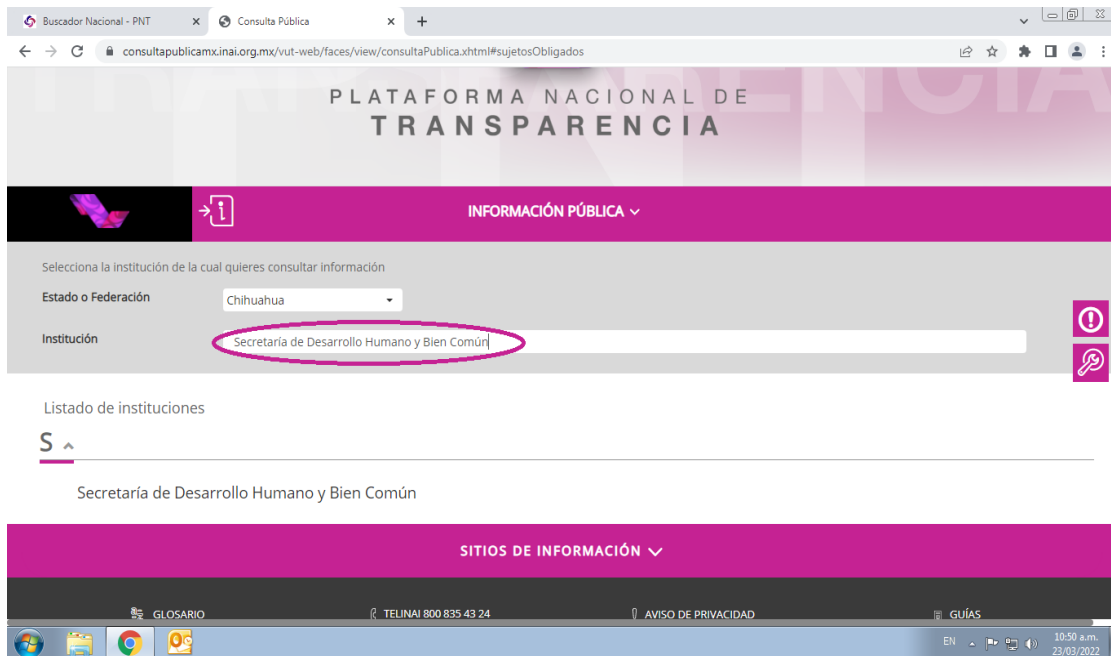 Buscador Nacional - PNT
Consulta Pública
consultapublicamx.inai.org.mx/vut-web/faces/view/consultaPublica.xhtml#sujetosObligados
PLATAFORMA NACIONAL DE
TRANSPARENCIA
INFORMACIÓN PÚBLICA
Selecciona la institución de la cual quieres consultar información
Estado o Federación
Chihuahua
Institución
Secretaría de Desarrollo Humano y Bien Común
Listado de instituciones
S
Secretaría de Desarrollo Humano y Bien Común
SITIOS DE INFORMACIÓN
GLOSARIO
TELINAI 800 835 43 24
AVISO DE PRIVACIDAD
GUÍAS
EN
10:50 a.m.
23/03/2022